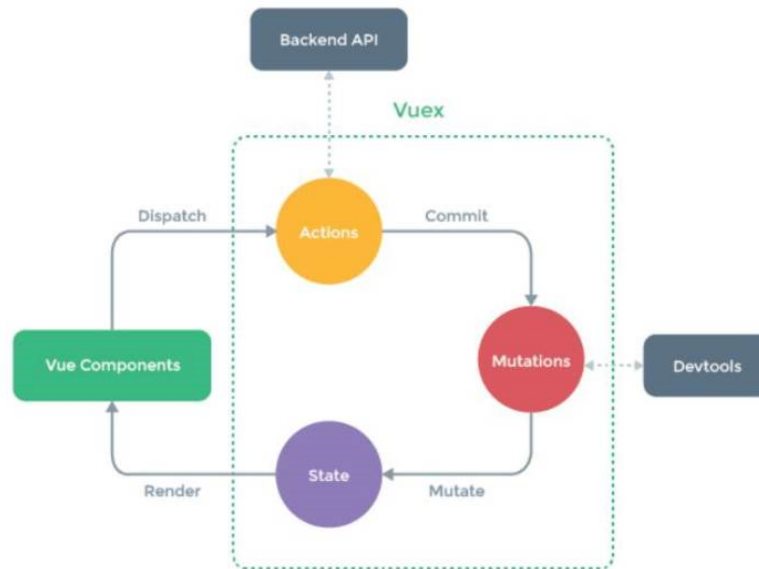 Backend API
Vuex
Dispatch
Actions
Commit
Vue Components
Mutations
Devtools
State
Render
Mutate